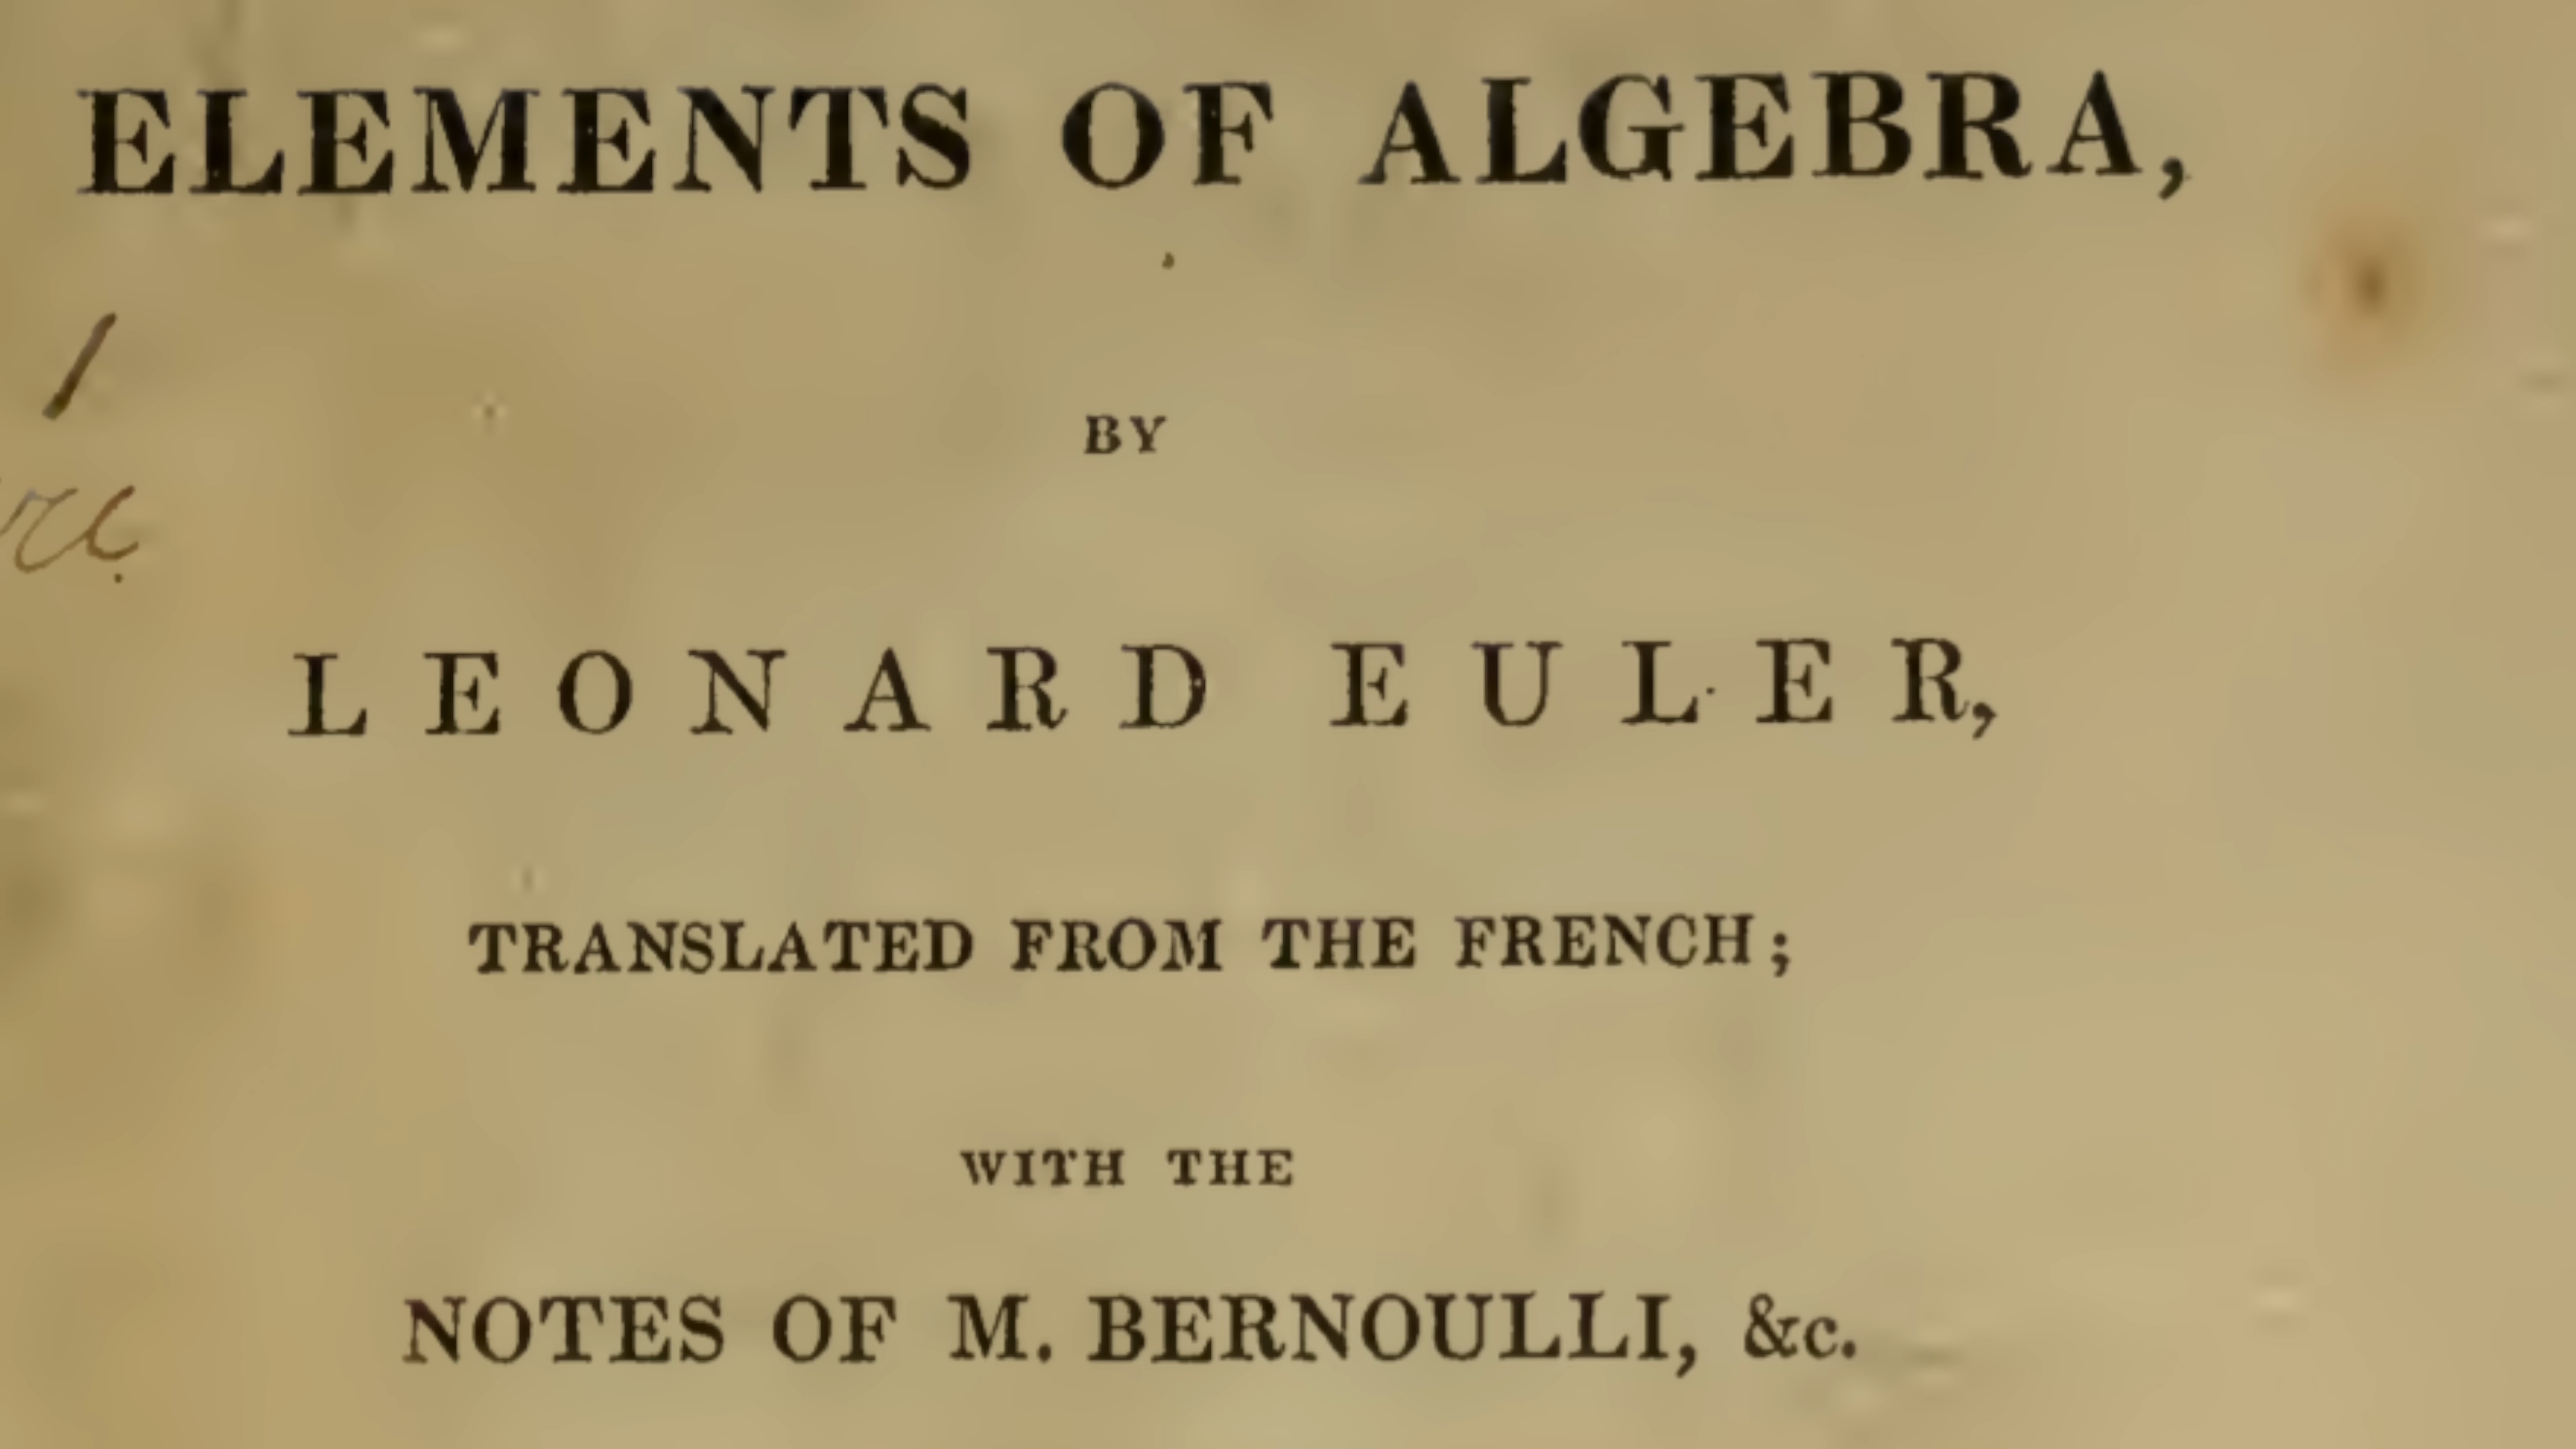 ELEMENTS OF ALGEBRA,
BY
LEONARD EULER,
TRANSLATED FROM THE FRENCH;
WITH THE
NOTES OF M. BERNOULLI, &c.